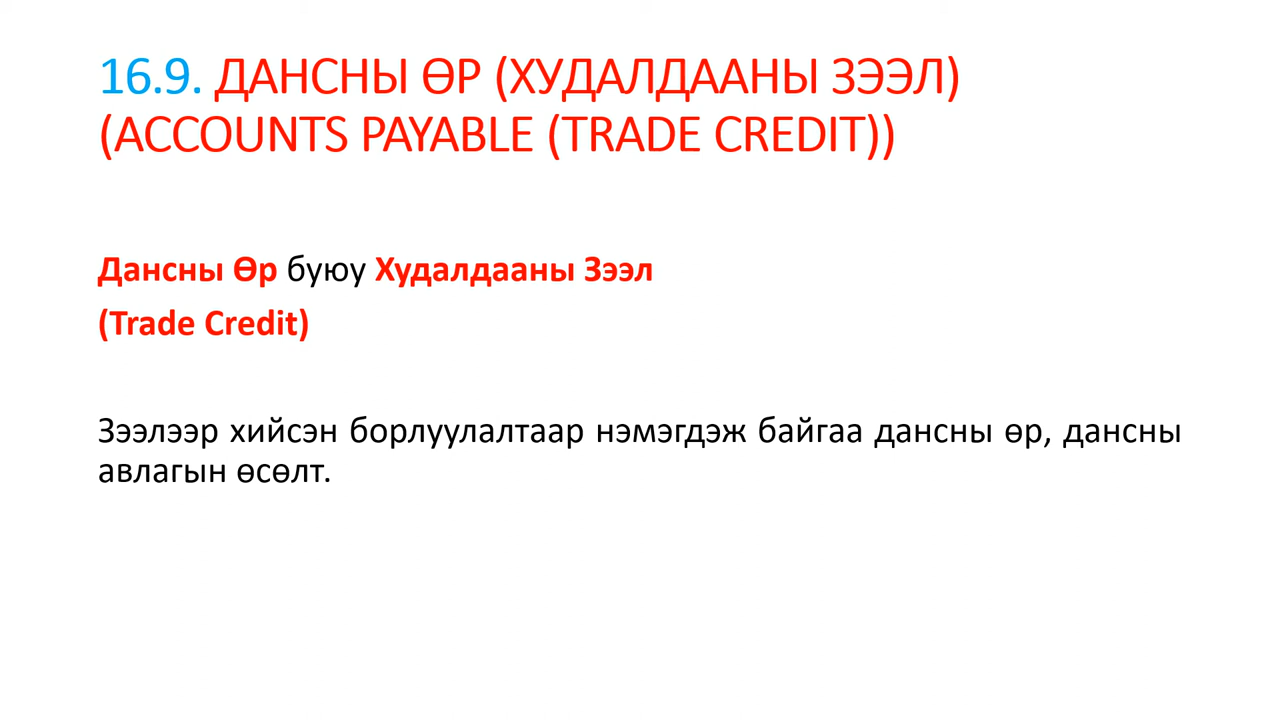 16.9. ДАНСНЫ ӨР (ХУДАЛДААНЫ ЗЭЭЛ)
(ACCOUNTS PAYABLE (TRADE CREDIT))
Дансны Өр буюу Худалдааны Зээл
(Trade Credit)
Зээлээр хийсэн борлуулалтаар нэмэгдэж байгаа дансны өр, дансны
авлагын өсөлт.